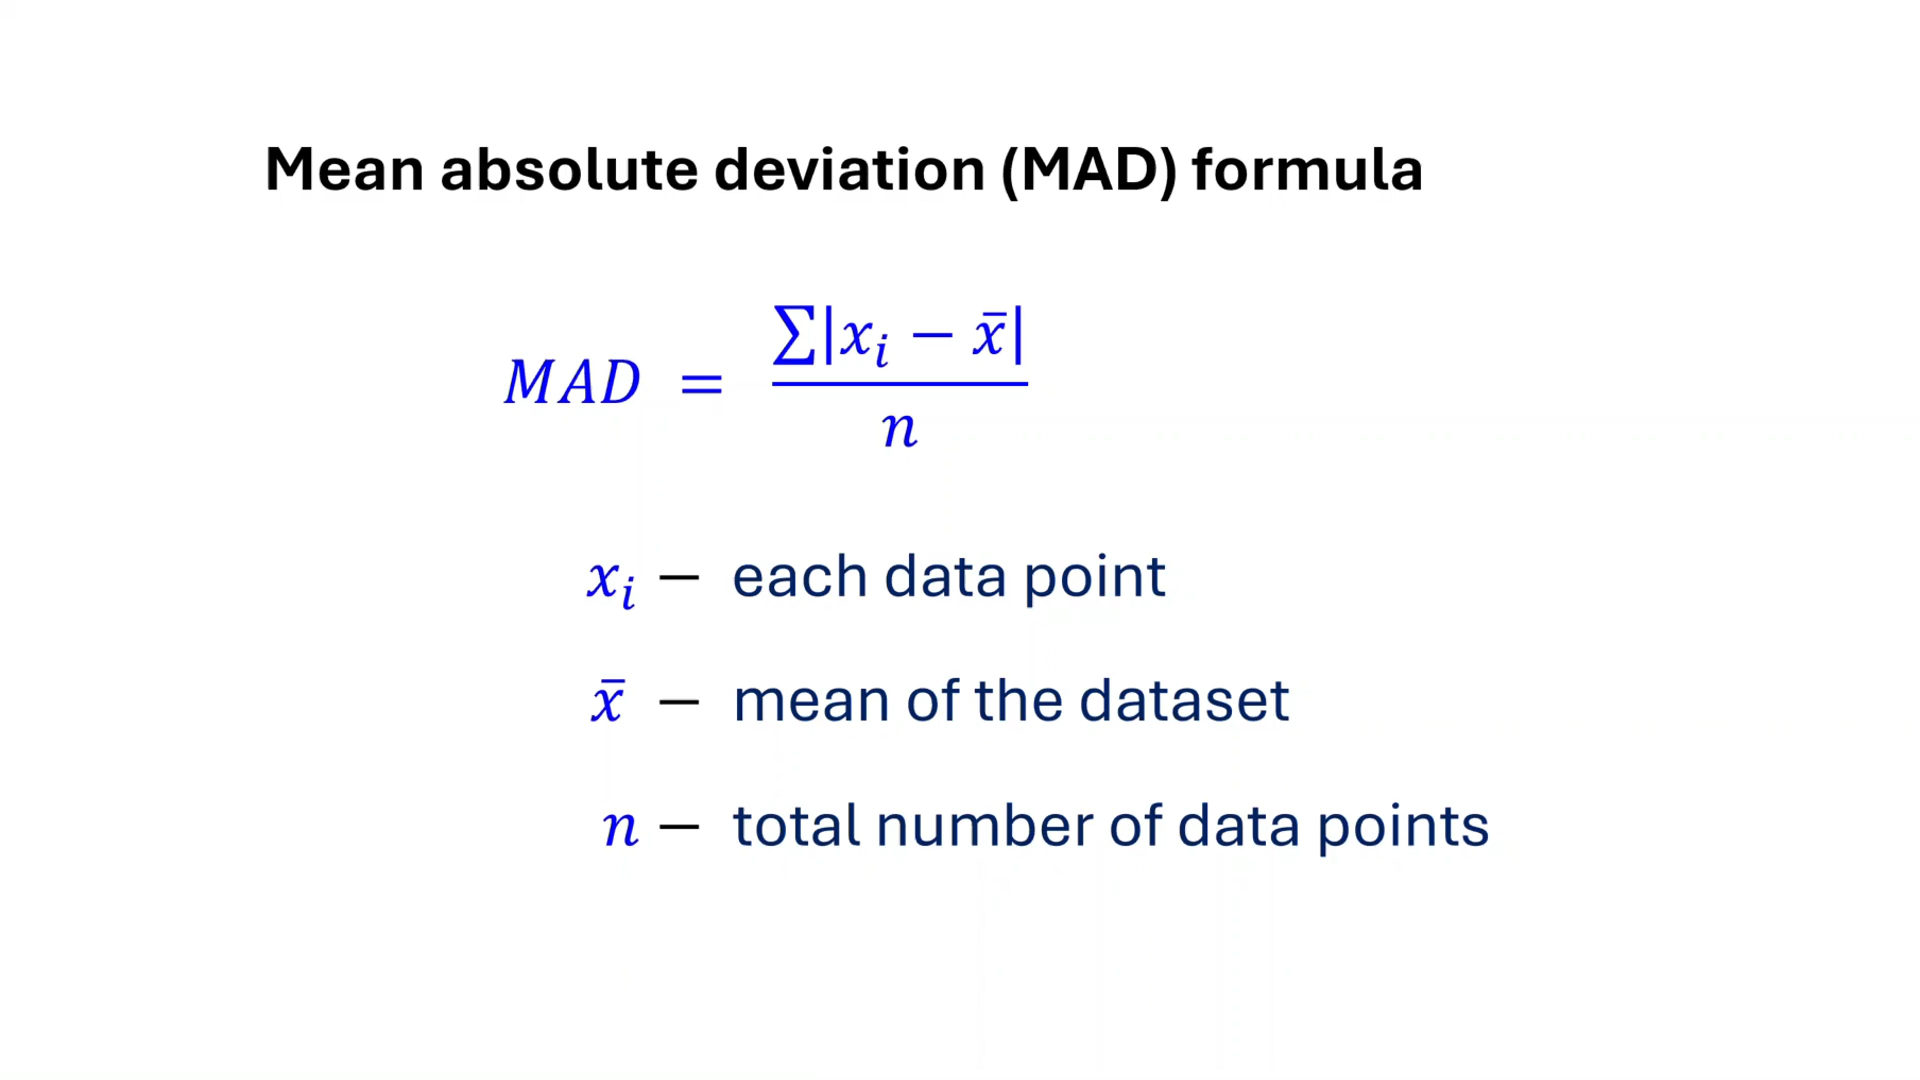 Mean absolute deviation (MAD) formula
MAD = ∑|xᵢ − x̄| / n
xᵢ – each data point
x̄ – mean of the dataset
n – total number of data points